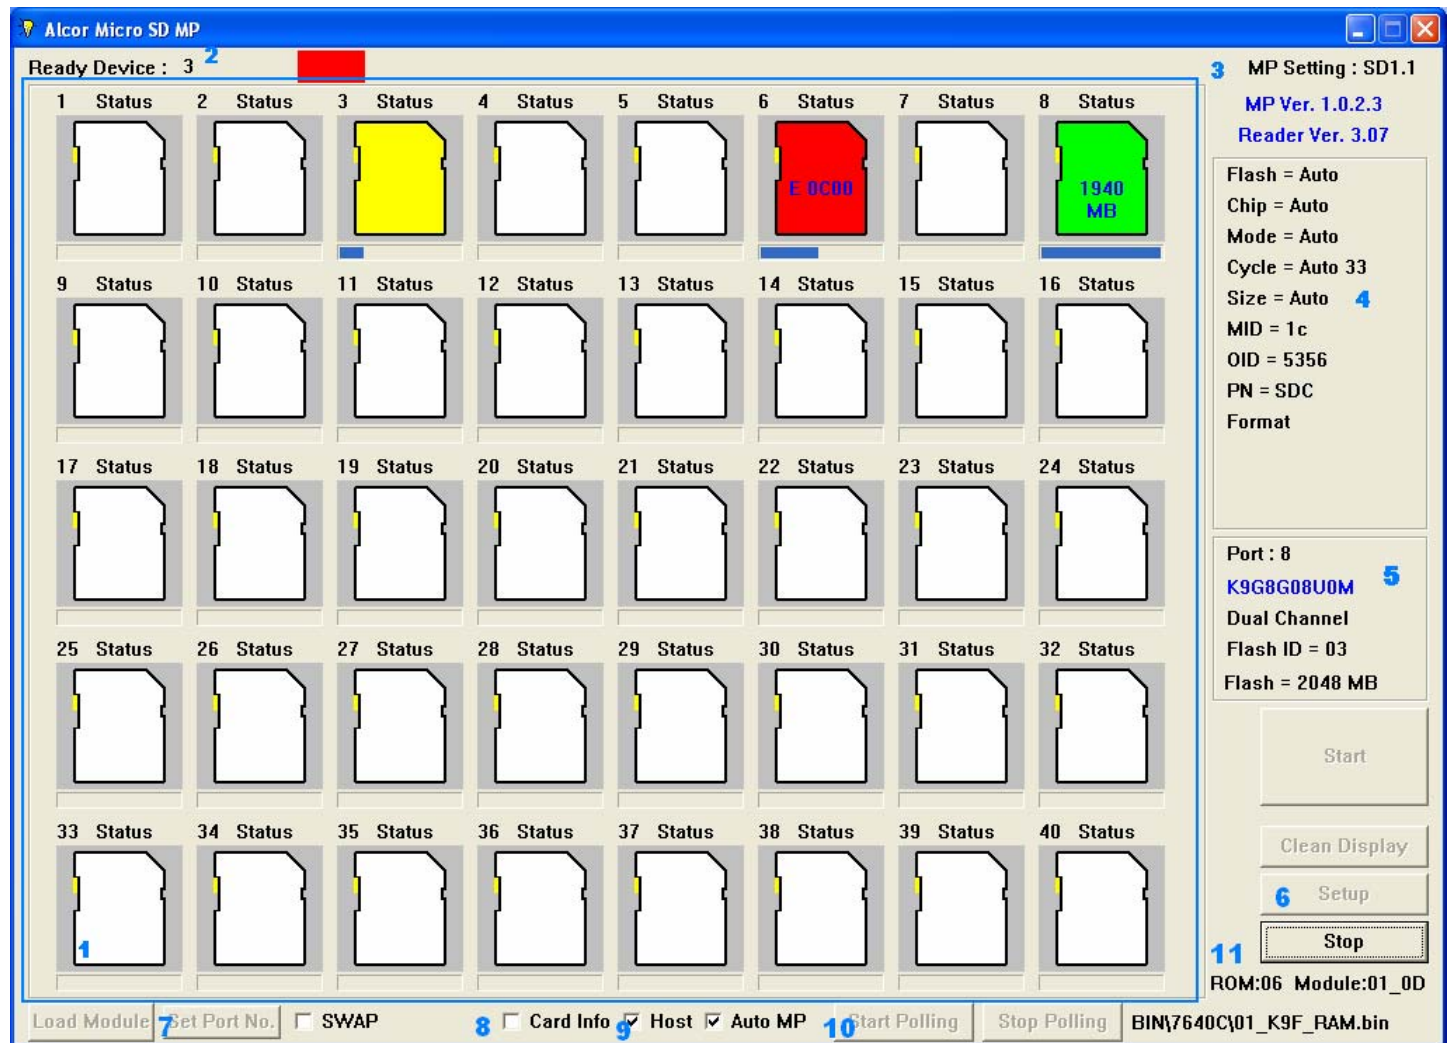 Alcor Micro SD MP
Ready Device : 3 2
3 MP Setting : SD1.1
MP Ver. 1.0.2.3
Reader Ver. 3.07
1 Status 2 Status 3 Status 4 Status 5 Status 6 Status 7 Status 8 Status
E 0C00
1940
MB
9 Status 10 Status 11 Status 12 Status 13 Status 14 Status 15 Status 16 Status
17 Status 18 Status 19 Status 20 Status 21 Status 22 Status 23 Status 24 Status
25 Status 26 Status 27 Status 28 Status 29 Status 30 Status 31 Status 32 Status
33 Status 34 Status 35 Status 36 Status 37 Status 38 Status 39 Status 40 Status
1
Flash = Auto
Chip = Auto
Mode = Auto
Cycle = Auto 33
Size = Auto 4
MID = 1c
OID = 5356
PN = SDC
Format
Port : 8
K9G8G08U0M 5
Dual Channel
Flash ID = 03
Flash = 2048 MB
Start
Clean Display
6 Setup
Stop
11
ROM:06 Module:01_0D
Load Module 7 Set Port No. SWAP 8 Card Info 9 Host Auto MP 10 Start Polling Stop Polling BIN\7640C\01_K9F_RAM.bin